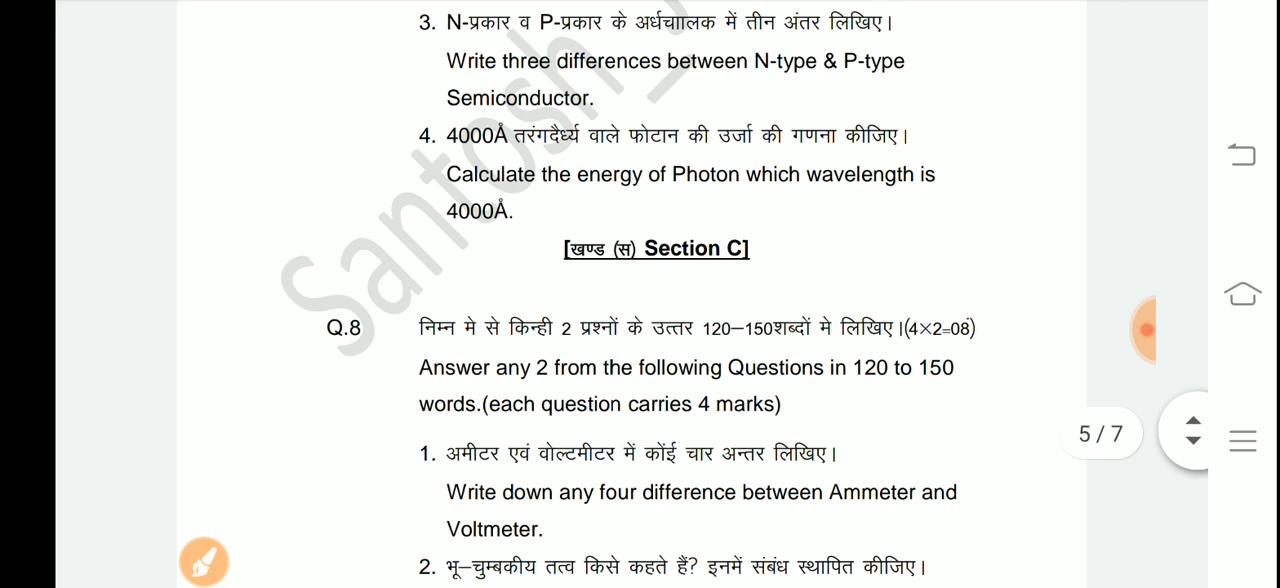 3. N-प्रकार व P-प्रकार के अर्धचाालक में तीन अंतर लिखिए।
Write three differences between N-type & P-type
Semiconductor.
4. 4000Å तरंगदैर्ध्य वाले फोटान की उर्जा की गणना कीजिए।
Calculate the energy of Photon which wavelength is
4000Å.
[खण्ड (स) Section C]
Q.8 निम्न मे से किन्ही 2 प्रश्नों के उत्तर 120–150शब्दों मे लिखिए।(4×2=08)
Answer any 2 from the following Questions in 120 to 150
words.(each question carries 4 marks)
1. अमीटर एवं वोल्टमीटर में कोंई चार अन्तर लिखिए।
Write down any four difference between Ammeter and
Voltmeter.
2. भू–चुम्बकीय तत्व किसे कहते हैं? इनमें संबंध स्थापित कीजिए।
Santosh_
5 / 7